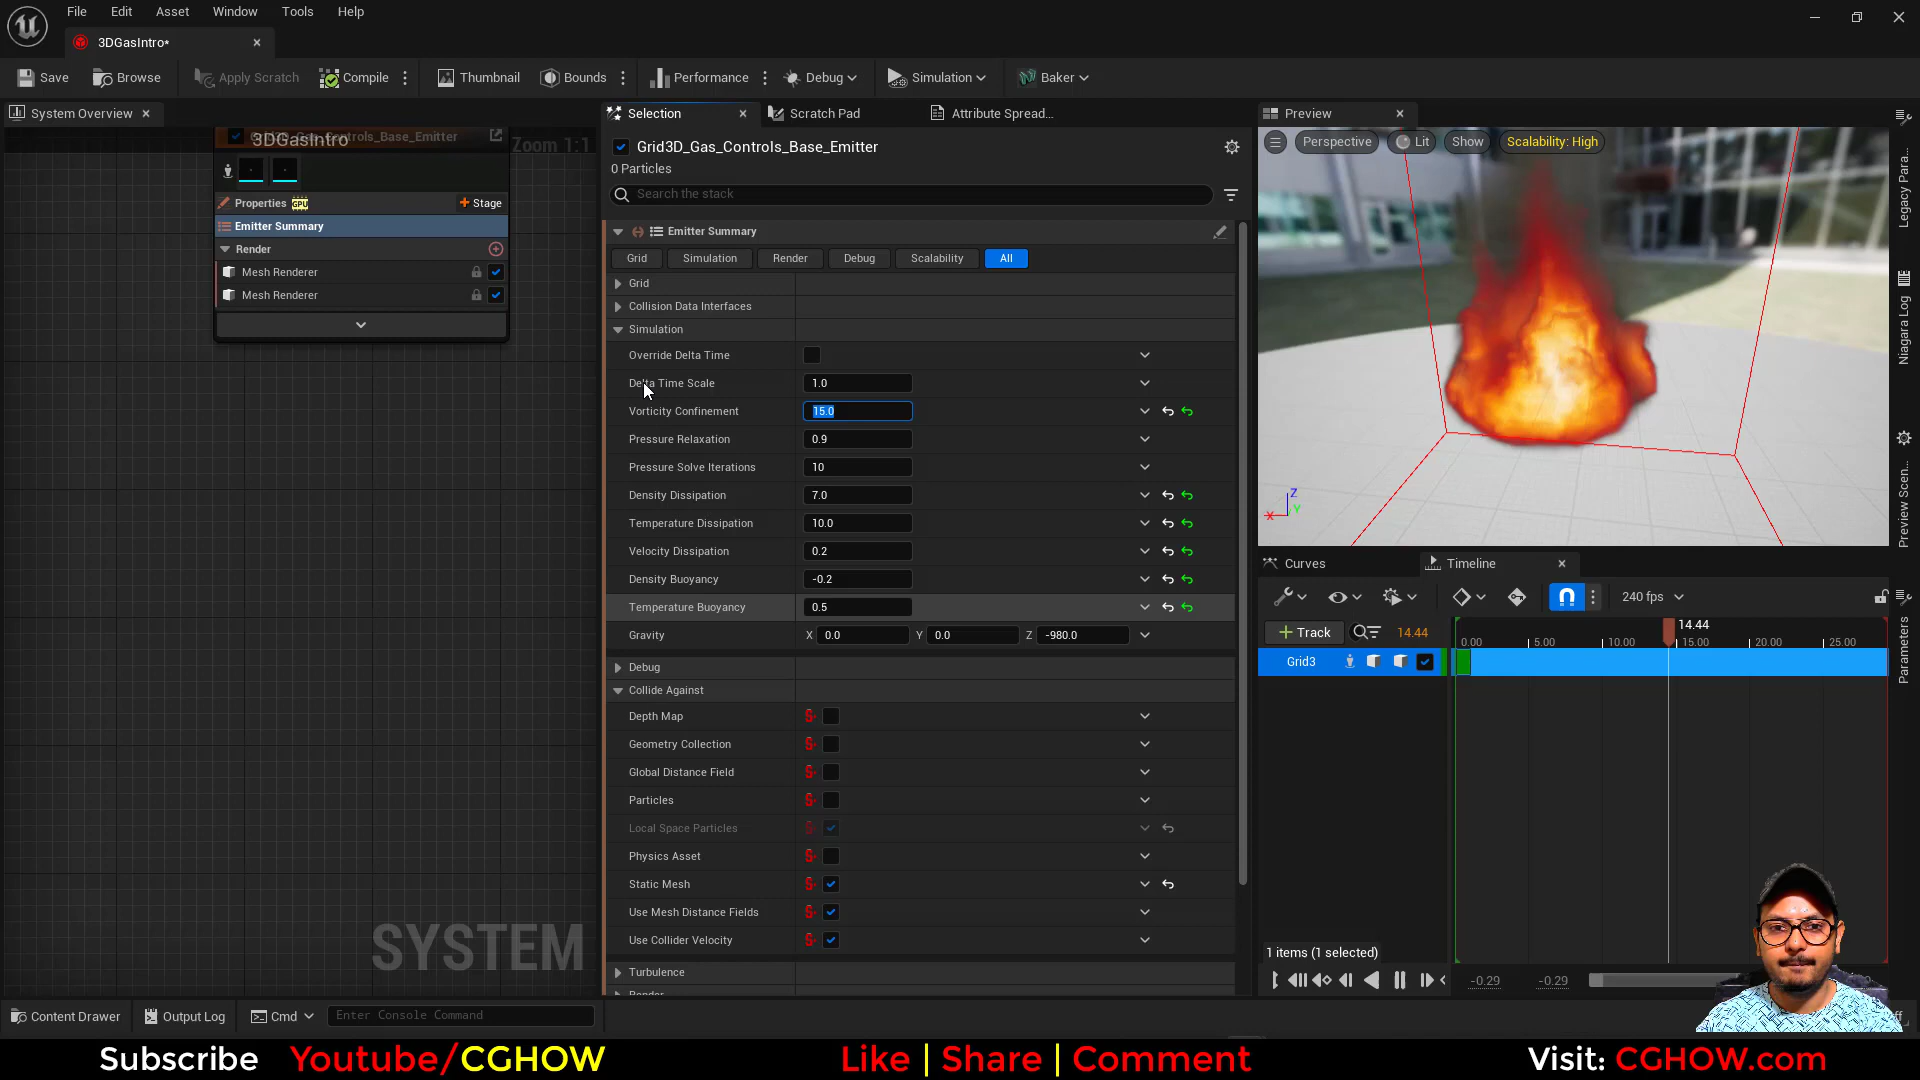 File Edit Asset Window Tools Help
3DGasIntro*
Save Browse Apply Scratch Compile Thumbnail Bounds Performance Debug Simulation Baker
System Overview
Selection Scratch Pad Attribute Spread...
Preview
3DGasIntro
Zoom 1:1
Properties GPU Stage
Emitter Summary
Render
Mesh Renderer
Mesh Renderer
SYSTEM
Grid3D_Gas_Controls_Base_Emitter
0 Particles
Search the stack
Emitter Summary
Grid Simulation Render Debug Scalability All
Grid
Collision Data Interfaces
Simulation
Override Delta Time
Delta Time Scale 1.0
Vorticity Confinement 15.0
Pressure Relaxation 0.9
Pressure Solve Iterations 10
Density Dissipation 7.0
Temperature Dissipation 10.0
Velocity Dissipation 0.2
Density Buoyancy -0.2
Temperature Buoyancy 0.5
Gravity X 0.0 Y 0.0 Z -980.0
Debug
Collide Against
Depth Map
Geometry Collection
Global Distance Field
Particles
Local Space Particles
Physics Asset
Static Mesh
Use Mesh Distance Fields
Use Collider Velocity
Turbulence
Perspective Lit Show Scalability: High
Z
X Y
Curves Timeline
240 fps
Track 14.44
14.44
0.00 5.00 10.00 15.00 20.00 25.00
Grid3
1 items (1 selected)
-0.29 -0.29
Legacy Para...
Niagara Log
Preview Scen...
Parameters
Content Drawer Output Log Cmd Enter Console Command
Subscribe Youtube/CGHOW Like | Share | Comment Visit: CGHOW.com